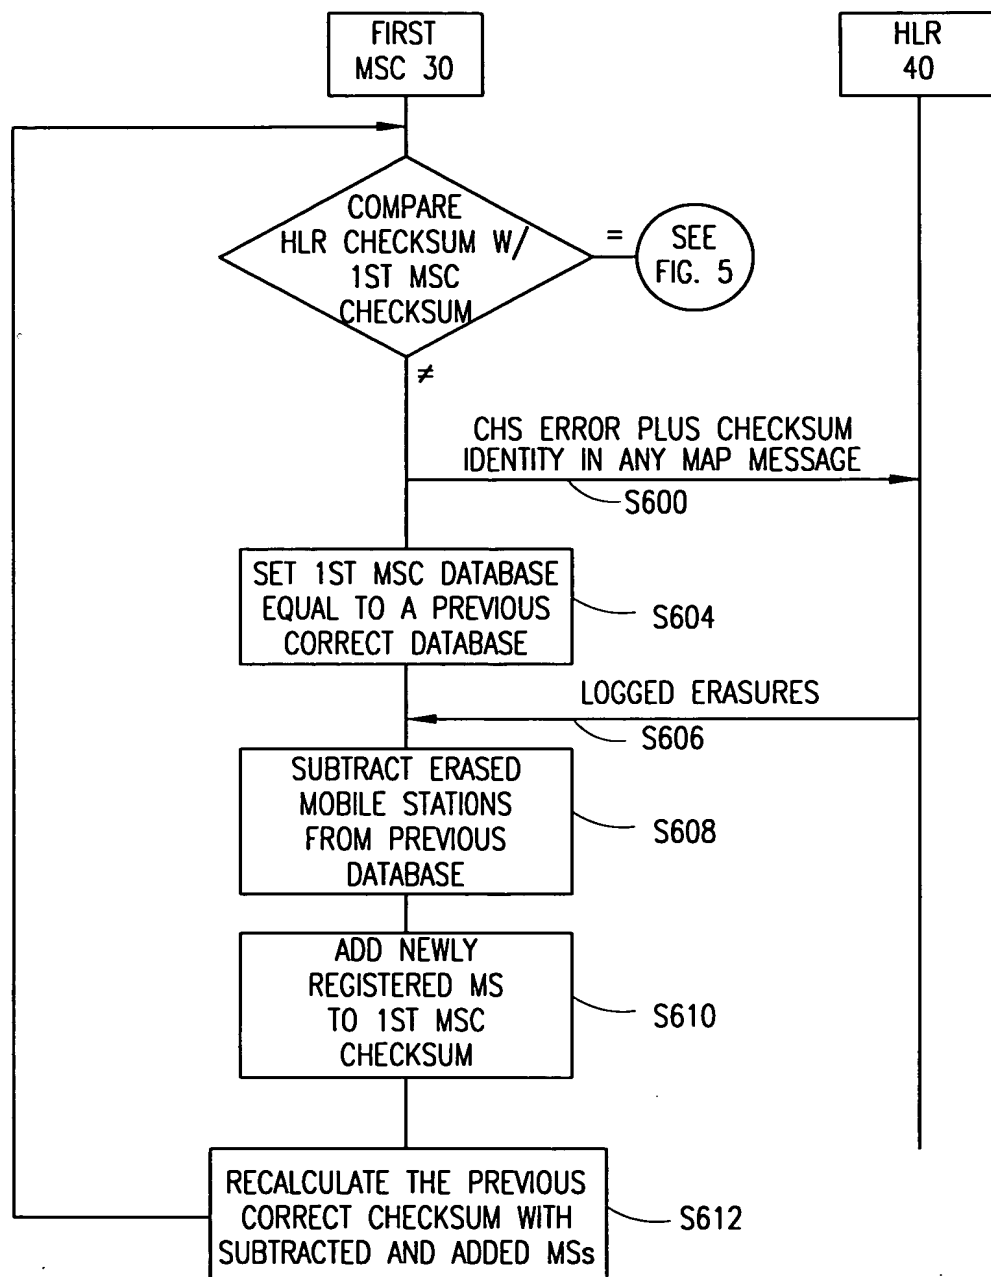 FIRST
MSC 30
HLR
40
COMPARE
HLR CHECKSUM W/
1ST MSC
CHECKSUM
=
SEE
FIG. 5
≠
CHS ERROR PLUS CHECKSUM
IDENTITY IN ANY MAP MESSAGE
S600
SET 1ST MSC DATABASE
EQUAL TO A PREVIOUS
CORRECT DATABASE
S604
LOGGED ERASURES
S606
SUBTRACT ERASED
MOBILE STATIONS
FROM PREVIOUS
DATABASE
S608
ADD NEWLY
REGISTERED MS
TO 1ST MSC
CHECKSUM
S610
RECALCULATE THE PREVIOUS
CORRECT CHECKSUM WITH
SUBTRACTED AND ADDED MSs
S612